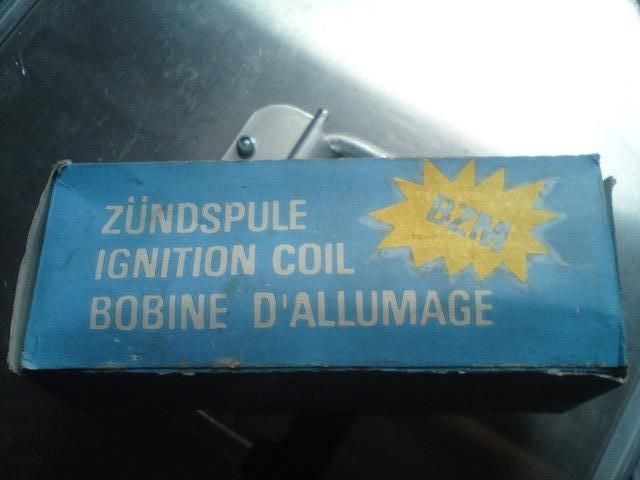 ZÜNDSPULE
IGNITION COIL
BOBINE D'ALLUMAGE
BZM